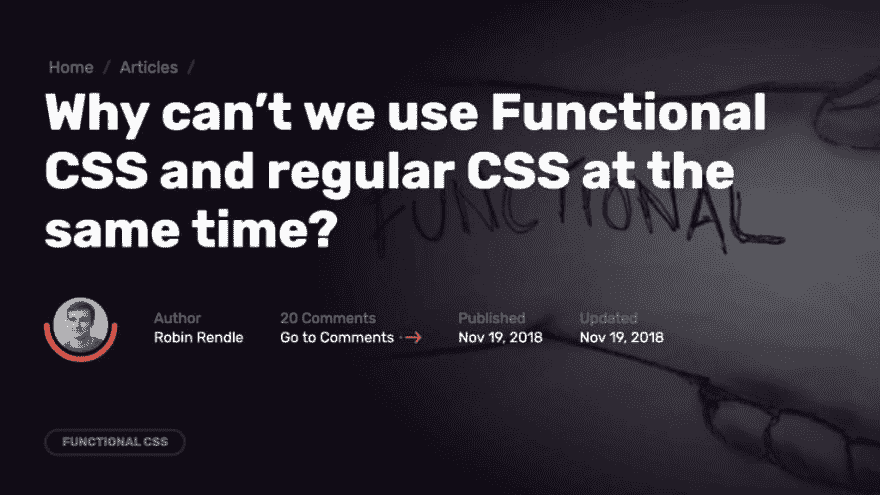 Home / Articles /
Why can’t we use Functional
CSS and regular CSS at the
same time?
FUNCTIONAL
Author
Robin Rendle
20 Comments
Go to Comments
Published
Nov 19, 2018
Updated
Nov 19, 2018
FUNCTIONAL CSS